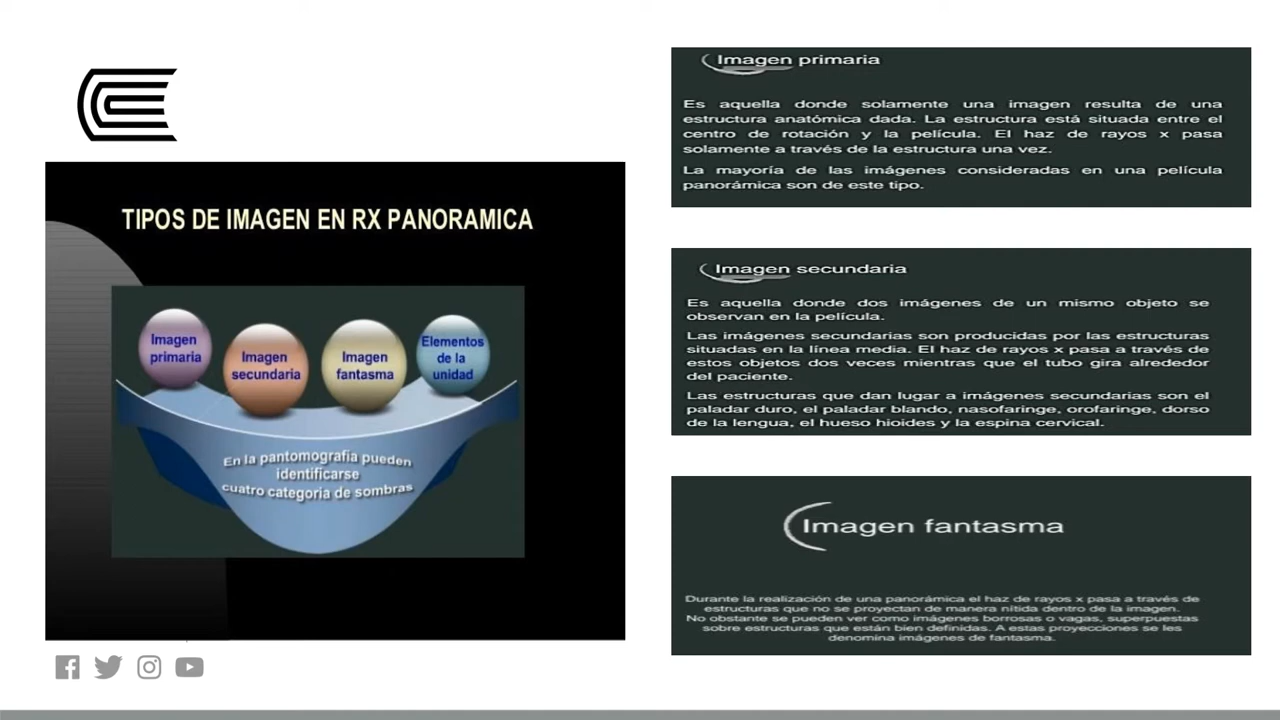 TIPOS DE IMAGEN EN RX PANORAMICA
Imagen
primaria
Imagen
secundaria
Imagen
fantasma
Elementos
de la
unidad
En la pantomografía pueden
identificarse
cuatro categoria de sombras
Imagen primaria
Es aquella donde solamente una imagen resulta de una
estructura anatómica dada. La estructura está situada entre el
centro de rotación y la película. El haz de rayos x pasa
solamente a través de la estructura una vez.
La mayoría de las imágenes consideradas en una película
panorámica son de este tipo.
Imagen secundaria
Es aquella donde dos imágenes de un mismo objeto se
observan en la película.
Las imágenes secundarias son producidas por las estructuras
situadas en la línea media. El haz de rayos x pasa a través de
estos objetos dos veces mientras que el tubo gira alrededor
del paciente.
Las estructuras que dan lugar a imágenes secundarias son el
paladar duro, el paladar blando, nasofaringe, orofaringe, dorso
de la lengua, el hueso hioides y la espina cervical.
Imagen fantasma
Durante la realización de una panorámica el haz de rayos x pasa a través de
estructuras que no se proyectan de manera nítida dentro de la imagen.
No obstante se pueden ver como imágenes borrosas o vagas, superpuestas
sobre estructuras que están bien definidas. A estas proyecciones se les
denomina imágenes de fantasma.